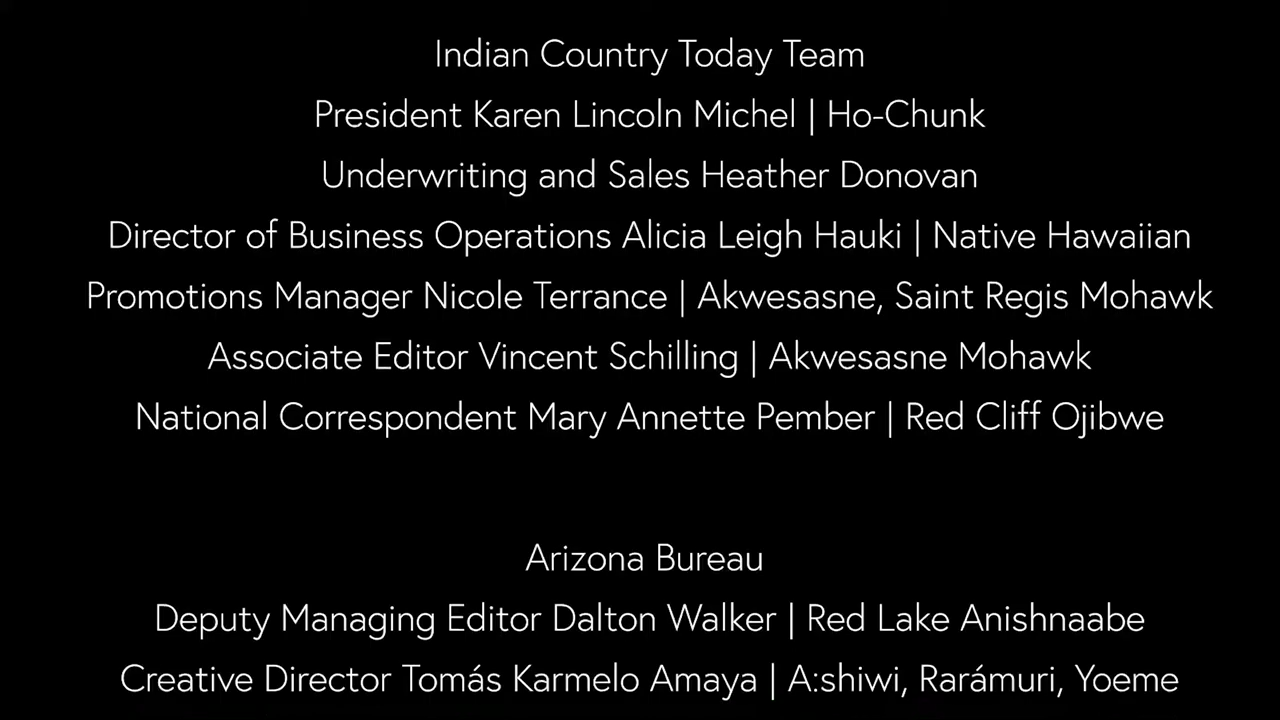 Indian Country Today Team
President Karen Lincoln Michel | Ho-Chunk
Underwriting and Sales Heather Donovan
Director of Business Operations Alicia Leigh Hauki | Native Hawaiian
Promotions Manager Nicole Terrance | Akwesasne, Saint Regis Mohawk
Associate Editor Vincent Schilling | Akwesasne Mohawk
National Correspondent Mary Annette Pember | Red Cliff Ojibwe
Arizona Bureau
Deputy Managing Editor Dalton Walker | Red Lake Anishnaabe
Creative Director Tomás Karmelo Amaya | A:shiwi, Rarámuri, Yoeme